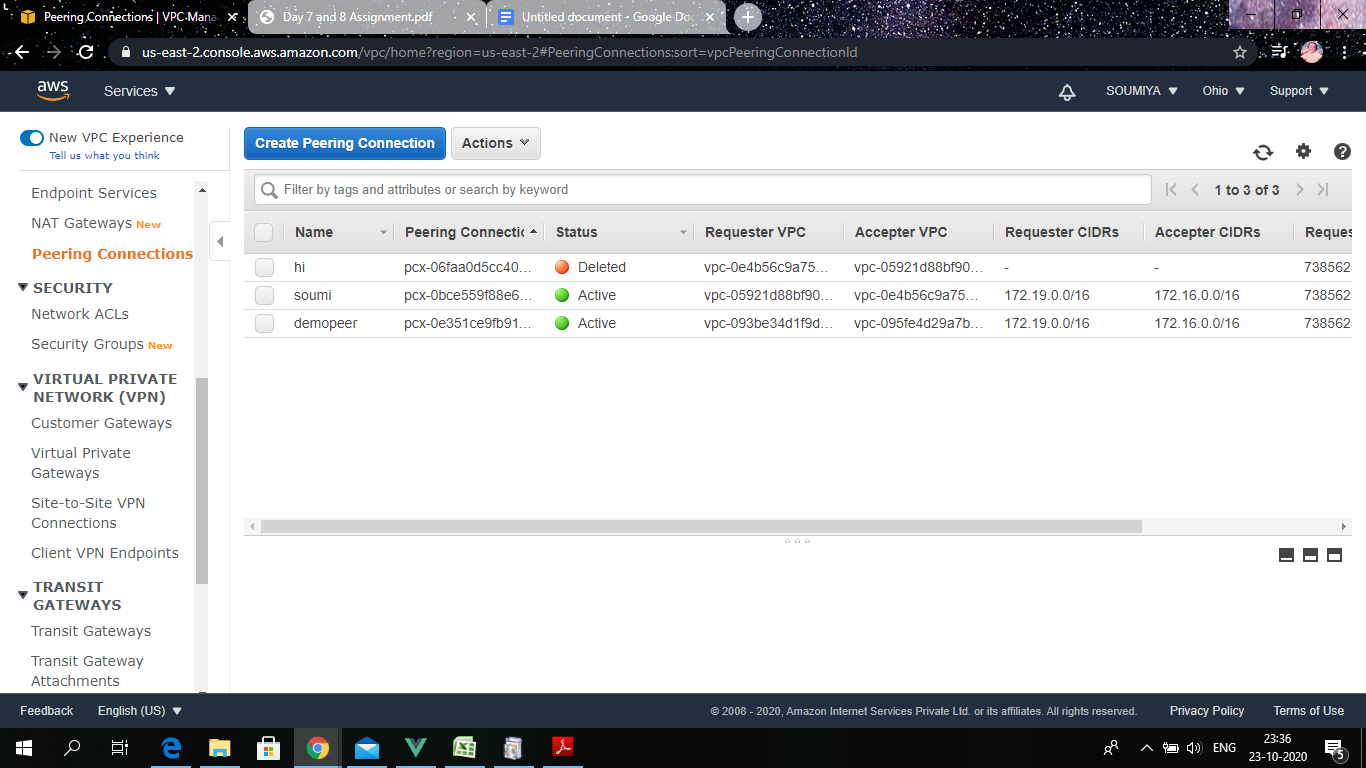 Peering Connections | VPC-Mana
Day 7 and 8 Assignment.pdf
Untitled document - Google Doc
us-east-2.console.aws.amazon.com/vpc/home?region=us-east-2#PeeringConnections:sort=vpcPeeringConnectionId
aws Services SOUMIYA Ohio Support
New VPC Experience
Tell us what you think
Endpoint Services
NAT Gateways New
Peering Connections
SECURITY
Network ACLs
Security Groups New
VIRTUAL PRIVATE
NETWORK (VPN)
Customer Gateways
Virtual Private
Gateways
Site-to-Site VPN
Connections
Client VPN Endpoints
TRANSIT
GATEWAYS
Transit Gateways
Transit Gateway
Attachments
Create Peering Connection Actions
Filter by tags and attributes or search by keyword 1 to 3 of 3
Name Peering Connectic Status Requester VPC Accepter VPC Requester CIDRs Accepter CIDRs Reques
hi pcx-06faa0d5cc40... Deleted vpc-0e4b56c9a75... vpc-05921d88bf90... - - 738562
soumi pcx-0bce559f88e6... Active vpc-05921d88bf90... vpc-0e4b56c9a75... 172.19.0.0/16 172.16.0.0/16 738562
demopeer pcx-0e351ce9fb91... Active vpc-093be34d1f9d... vpc-095fe4d29a7b... 172.19.0.0/16 172.16.0.0/16 738562
Feedback English (US) © 2008 - 2020, Amazon Internet Services Private Ltd. or its affiliates. All rights reserved. Privacy Policy Terms of Use
ENG
23:36
23-10-2020
5